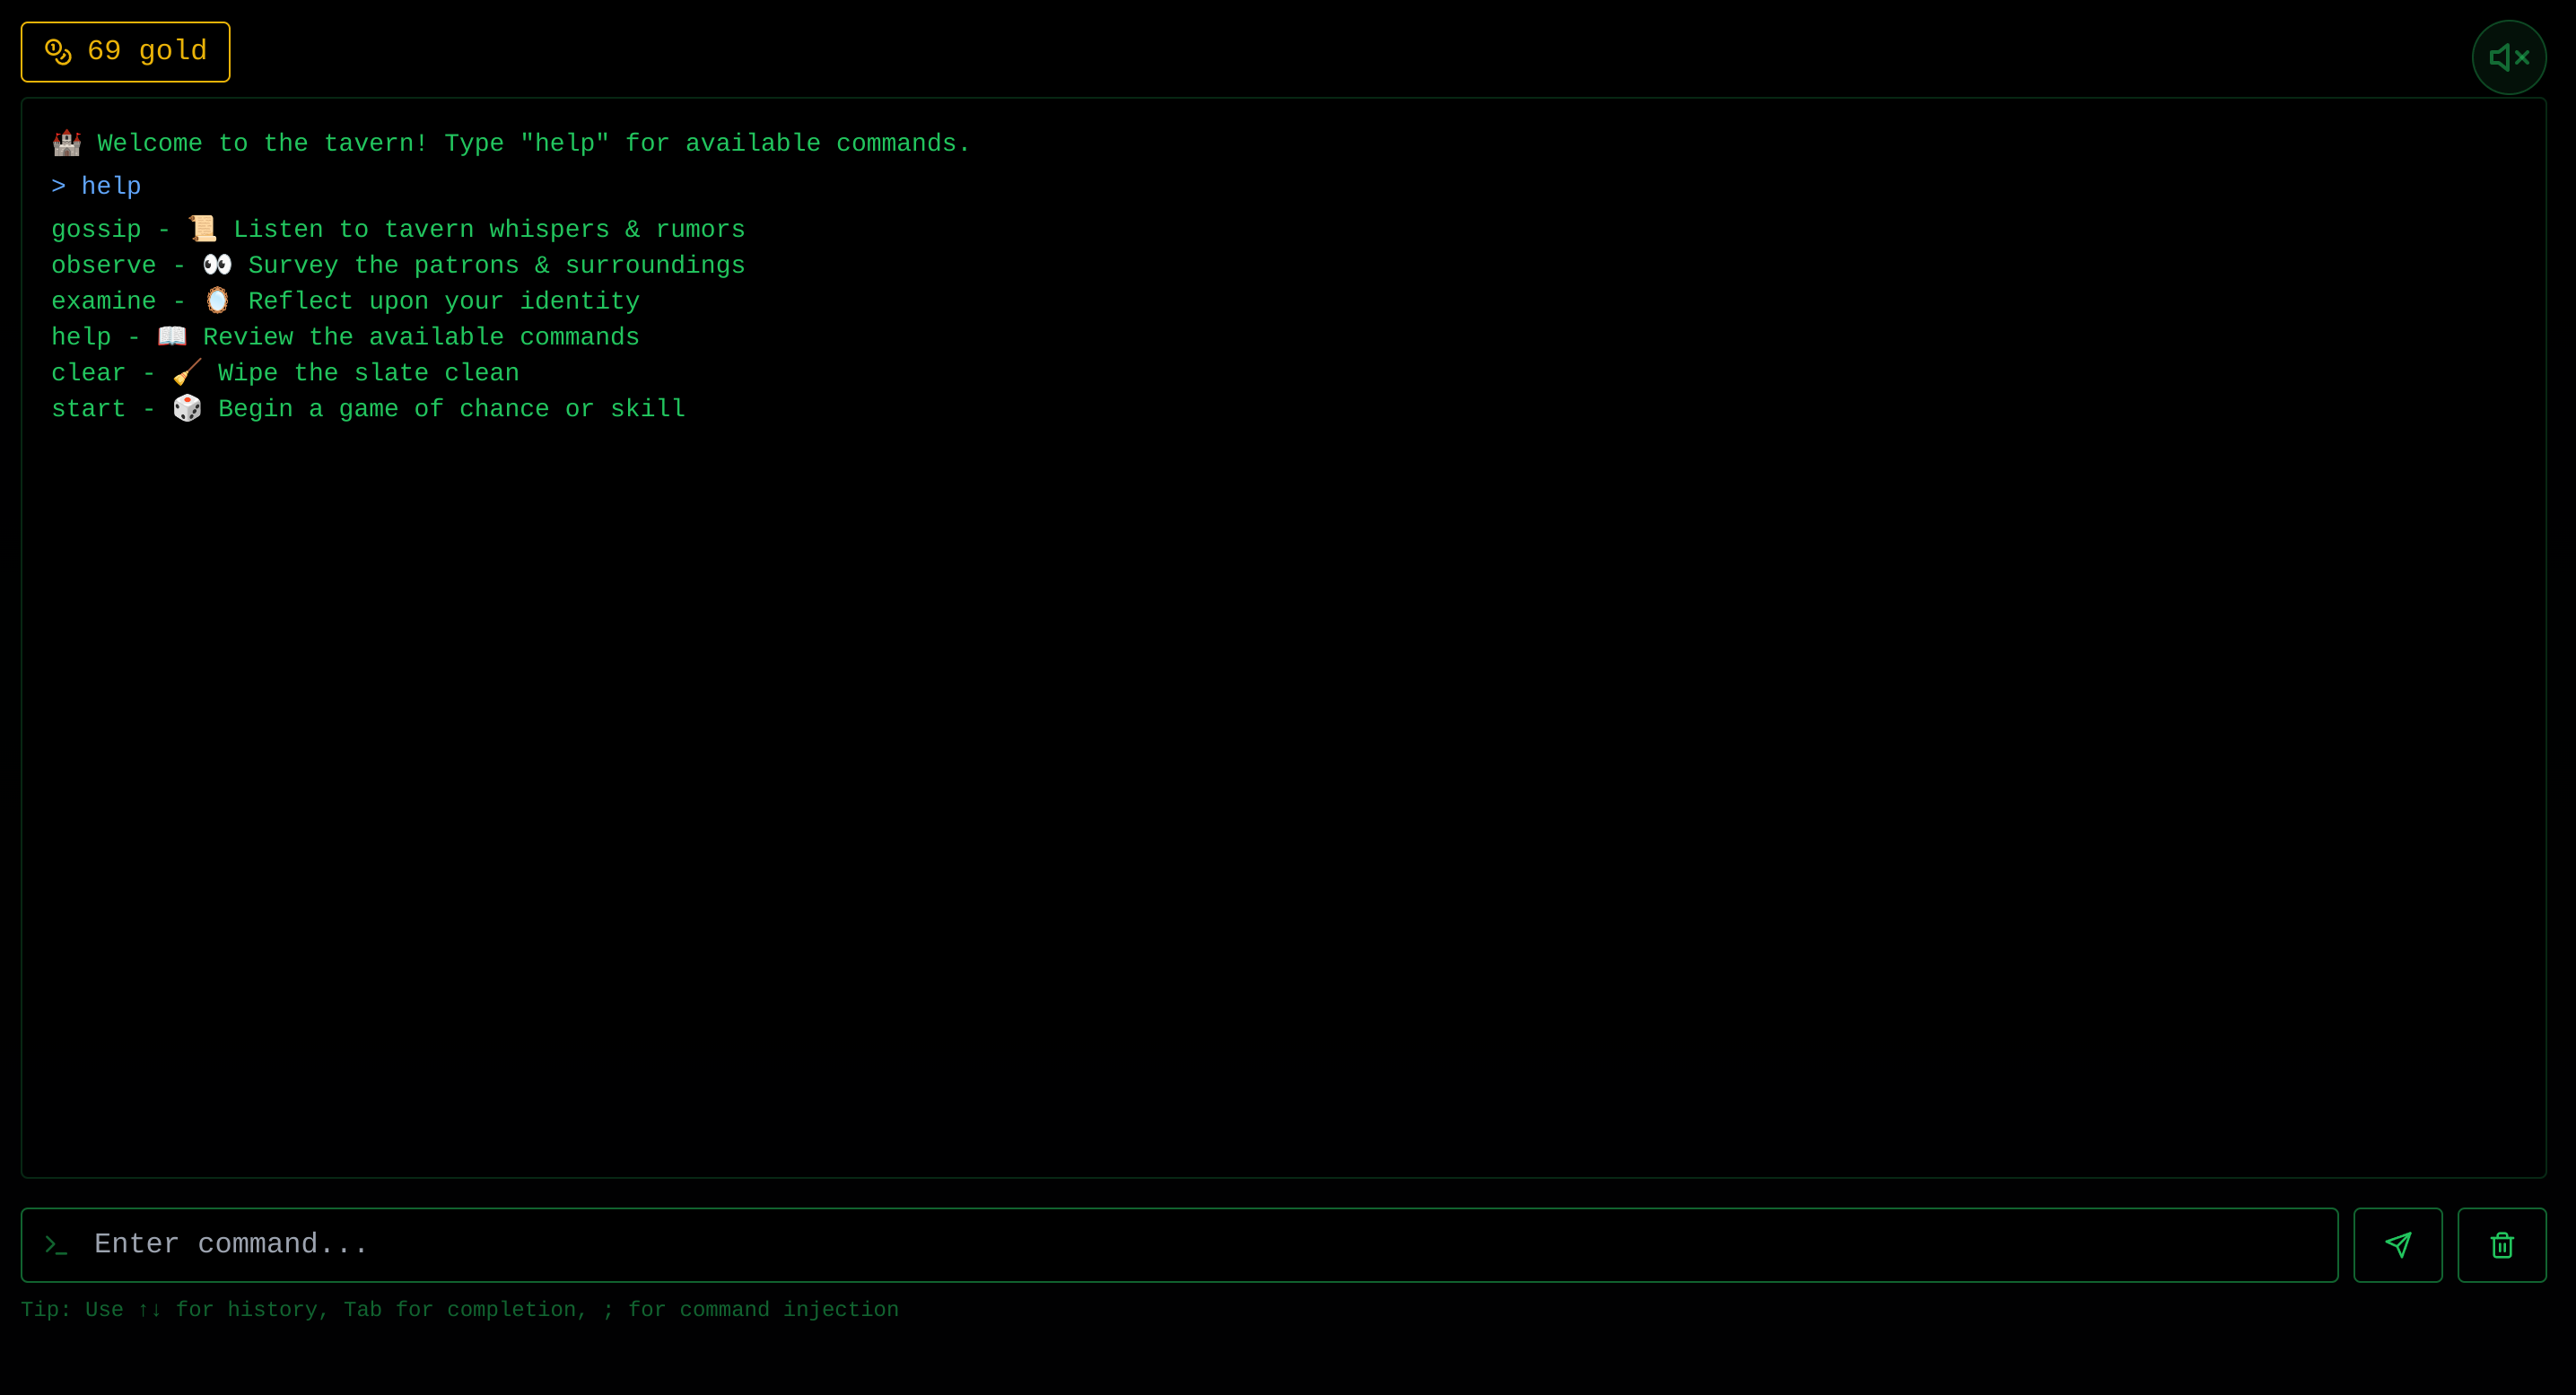 69 gold
🏰 Welcome to the tavern! Type "help" for available commands.
> help
gossip - 📜 Listen to tavern whispers & rumors
observe - 👀 Survey the patrons & surroundings
examine - 🪞 Reflect upon your identity
help - 📖 Review the available commands
clear - 🧹 Wipe the slate clean
start - 🎲 Begin a game of chance or skill
Enter command...
Tip: Use ↑↓ for history, Tab for completion, ; for command injection